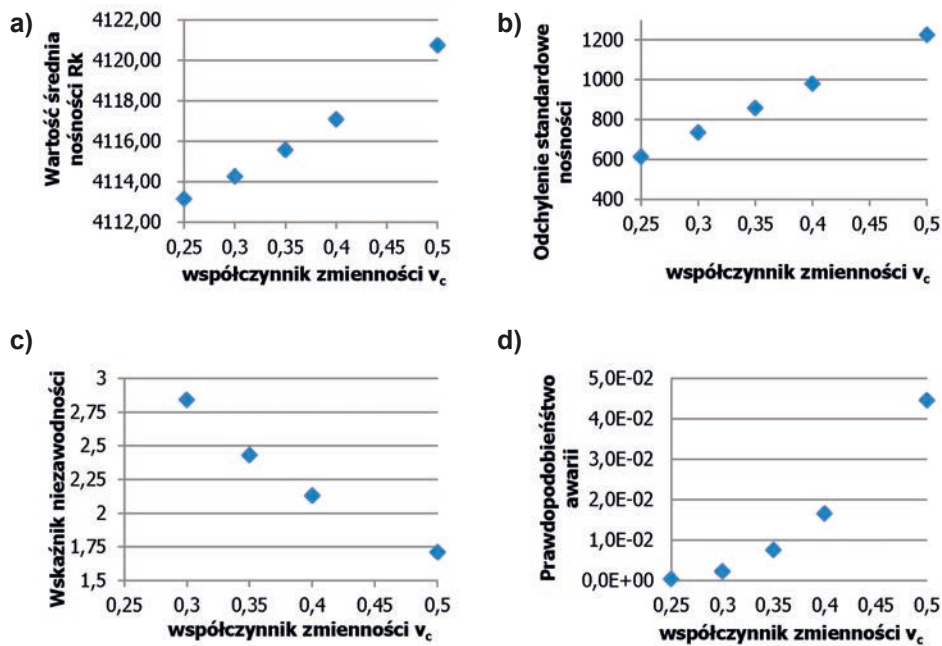 a)
Wartość średnia
nośności Rk
4122,00
4120,00
4118,00
4116,00
4114,00
4112,00
0,25 0,3 0,35 0,4 0,45 0,5
współczynnik zmienności vc
b)
Odchylenie standardowe
nośności
1200
1000
800
600
400
0,25 0,3 0,35 0,4 0,45 0,5
współczynnik zmienności vc
c)
Wskaźnik niezawodności
3
2,75
2,5
2,25
2
1,75
1,5
0,25 0,3 0,35 0,4 0,45 0,5
współczynnik zmienności vc
d)
Prawdopodobieńśtwo
awarii
5,0E-02
4,0E-02
3,0E-02
2,0E-02
1,0E-02
0,0E+00
0,25 0,3 0,35 0,4 0,45 0,5
współczynnik zmienności vc